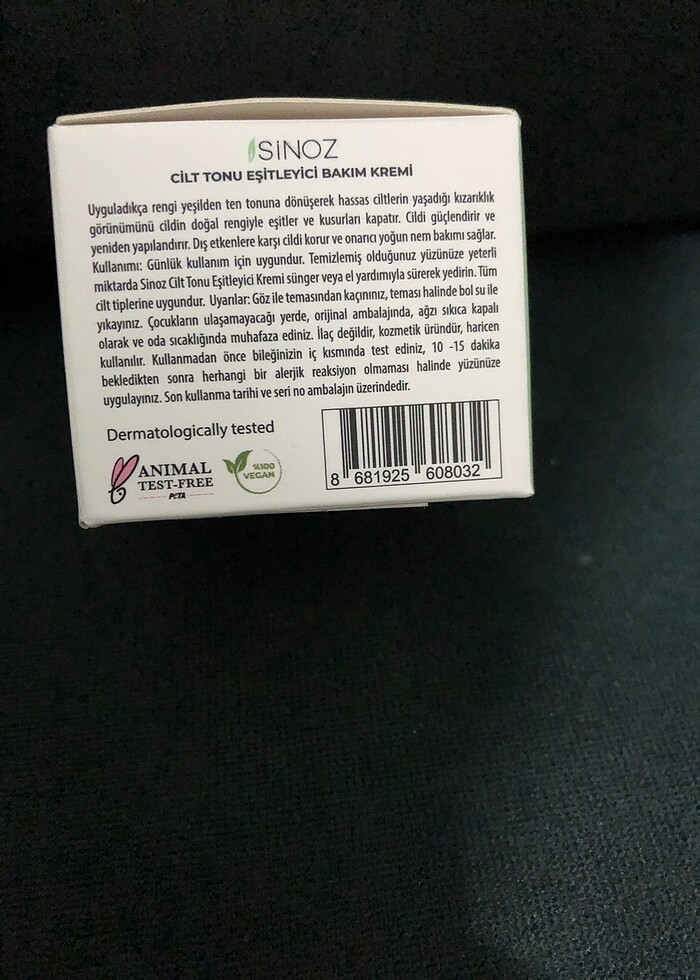 SİNOZ
CİLT TONU EŞİTLEYİCİ BAKIM KREMİ
Uyguladıkça rengi yeşilden ten tonuna dönüşerek hassas ciltlerin yaşadığı kızarıklık
görünümünü cildin doğal rengiyle eşitler ve kusurları kapatır. Cildi güçlendirir ve
yeniden yapılandırır. Dış etkenlere karşı cildi korur ve onarıcı yoğun nem bakımı sağlar.
Kullanımı: Günlük kullanım için uygundur. Temizlemiş olduğunuz yüzünüze yeterli
miktarda Sinoz Cilt Tonu Eşitleyici Kremi sünger veya el yardımıyla sürerek yedirin. Tüm
cilt tiplerine uygundur. Uyarılar: Göz ile temasından kaçınınız, teması halinde bol su ile
yıkayınız. Çocukların ulaşamayacağı yerde, orijinal ambalajında, ağzı sıkıca kapalı
olarak ve oda sıcaklığında muhafaza ediniz. İlaç değildir, kozmetik üründür, haricen
kullanılır. Kullanmadan önce bileğinizin iç kısmında test ediniz, 10 -15 dakika
bekledikten sonra herhangi bir alerjik reaksiyon olmaması halinde yüzünüze
uygulayınız. Son kullanma tarihi ve seri no ambalajın üzerindedir.
Dermatologically tested
ANIMAL
TEST-FREE
PETA
%100
VEGAN
8 681925 608032